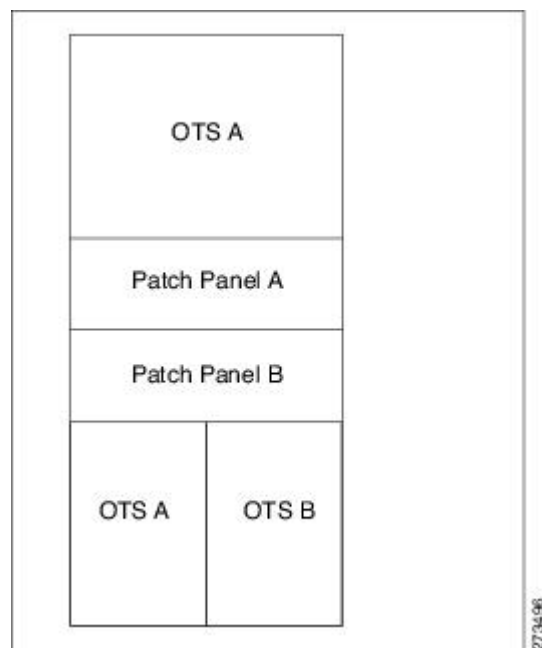 OTS A
Patch Panel A
Patch Panel B
OTS A
OTS B
273496